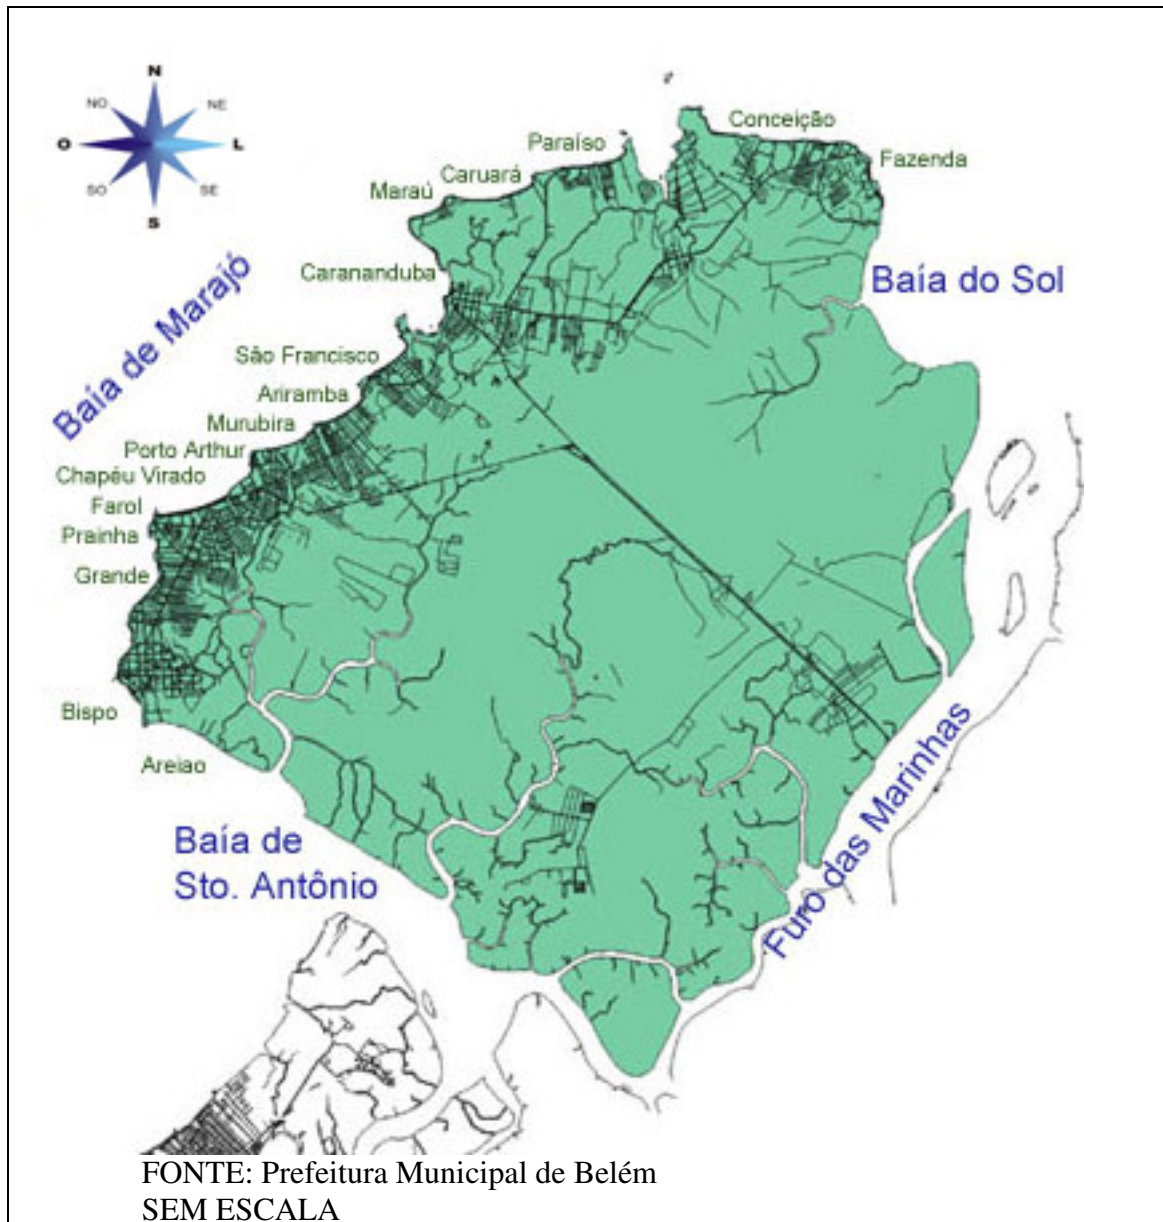 N
NO
NE
O
L
SO
SE
S
Conceição
Paraíso
Fazenda
Caruará
Maraú
Carananduba
Baía do Sol
Baía de Marajó
São Francisco
Ariramba
Murubira
Porto Arthur
Chapéu Virado
Farol
Prainha
Grande
Bispo
Areiao
Furo das Marinhas
Baía de
Sto. Antônio
FONTE: Prefeitura Municipal de Belém
SEM ESCALA